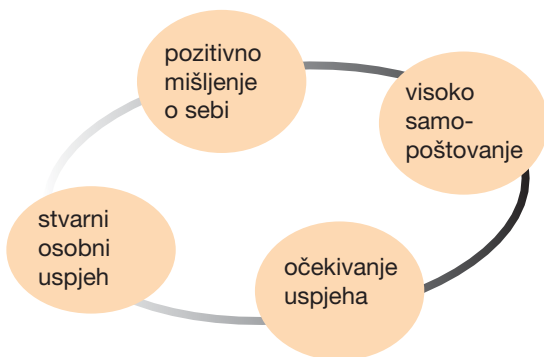 pozitivno
mišljenje
o sebi
visoko
samo-
poštovanje
stvarni
osobni
uspjeh
očekivanje
uspjeha